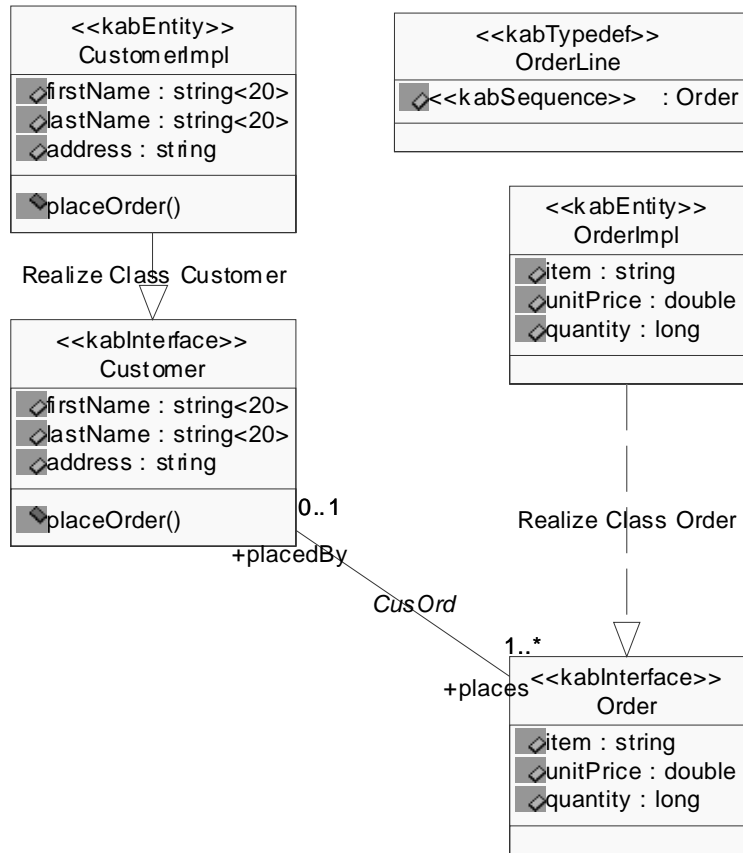 <<kabEntity>>
CustomerImpl
firstName : string<20>
lastName : string<20>
address : string
placeOrder()
<<kabTypedef>>
OrderLine
<<kabSequence>> : Order
Realize Class Customer
<<kabEntity>>
OrderImpl
item : string
unitPrice : double
quantity : long
<<kabInterface>>
Customer
firstName : string<20>
lastName : string<20>
address : string
placeOrder()
0..1
+placedBy
CusOrd
Realize Class Order
1..*
+places
<<kabInterface>>
Order
item : string
unitPrice : double
quantity : long